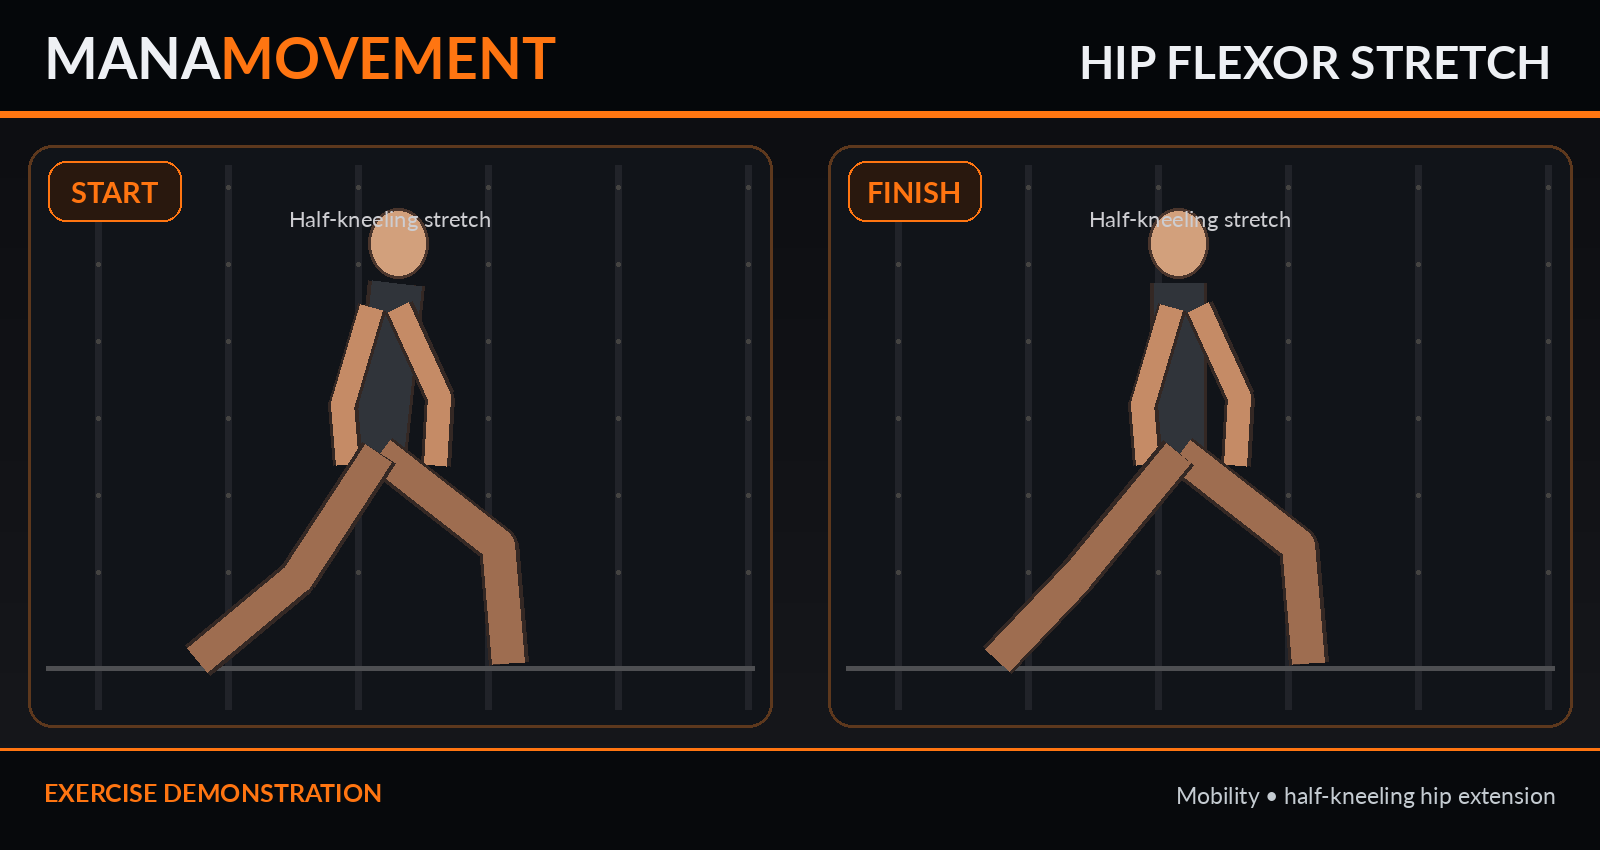 MANAMOVEMENT
HIP FLEXOR STRETCH
START
Half-kneeling stretch
FINISH
Half-kneeling stretch
EXERCISE DEMONSTRATION
Mobility • half-kneeling hip extension